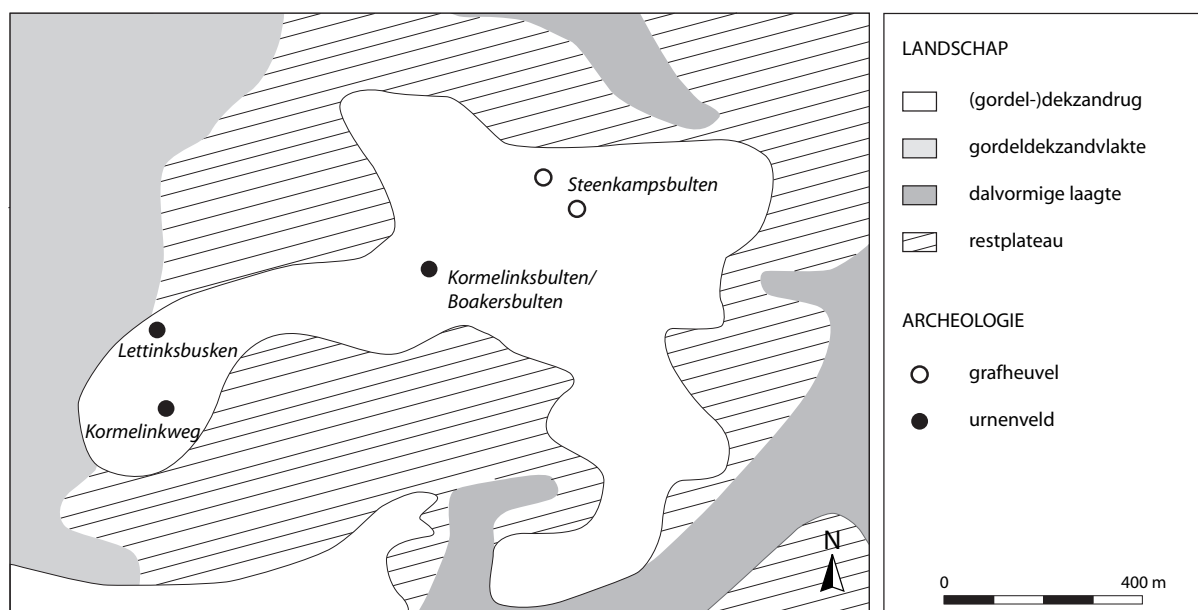 Steenkampsbulten
Kormelinksbulten/
Boakersbulten
Lettinksbusken
Kormelinkweg
N
LANDSCHAP
(gordel-)dekzandrug
gordeldekzandvlakte
dalvormige laagte
restplateau
ARCHEOLOGIE
grafheuvel
urnenveld
0 400 m